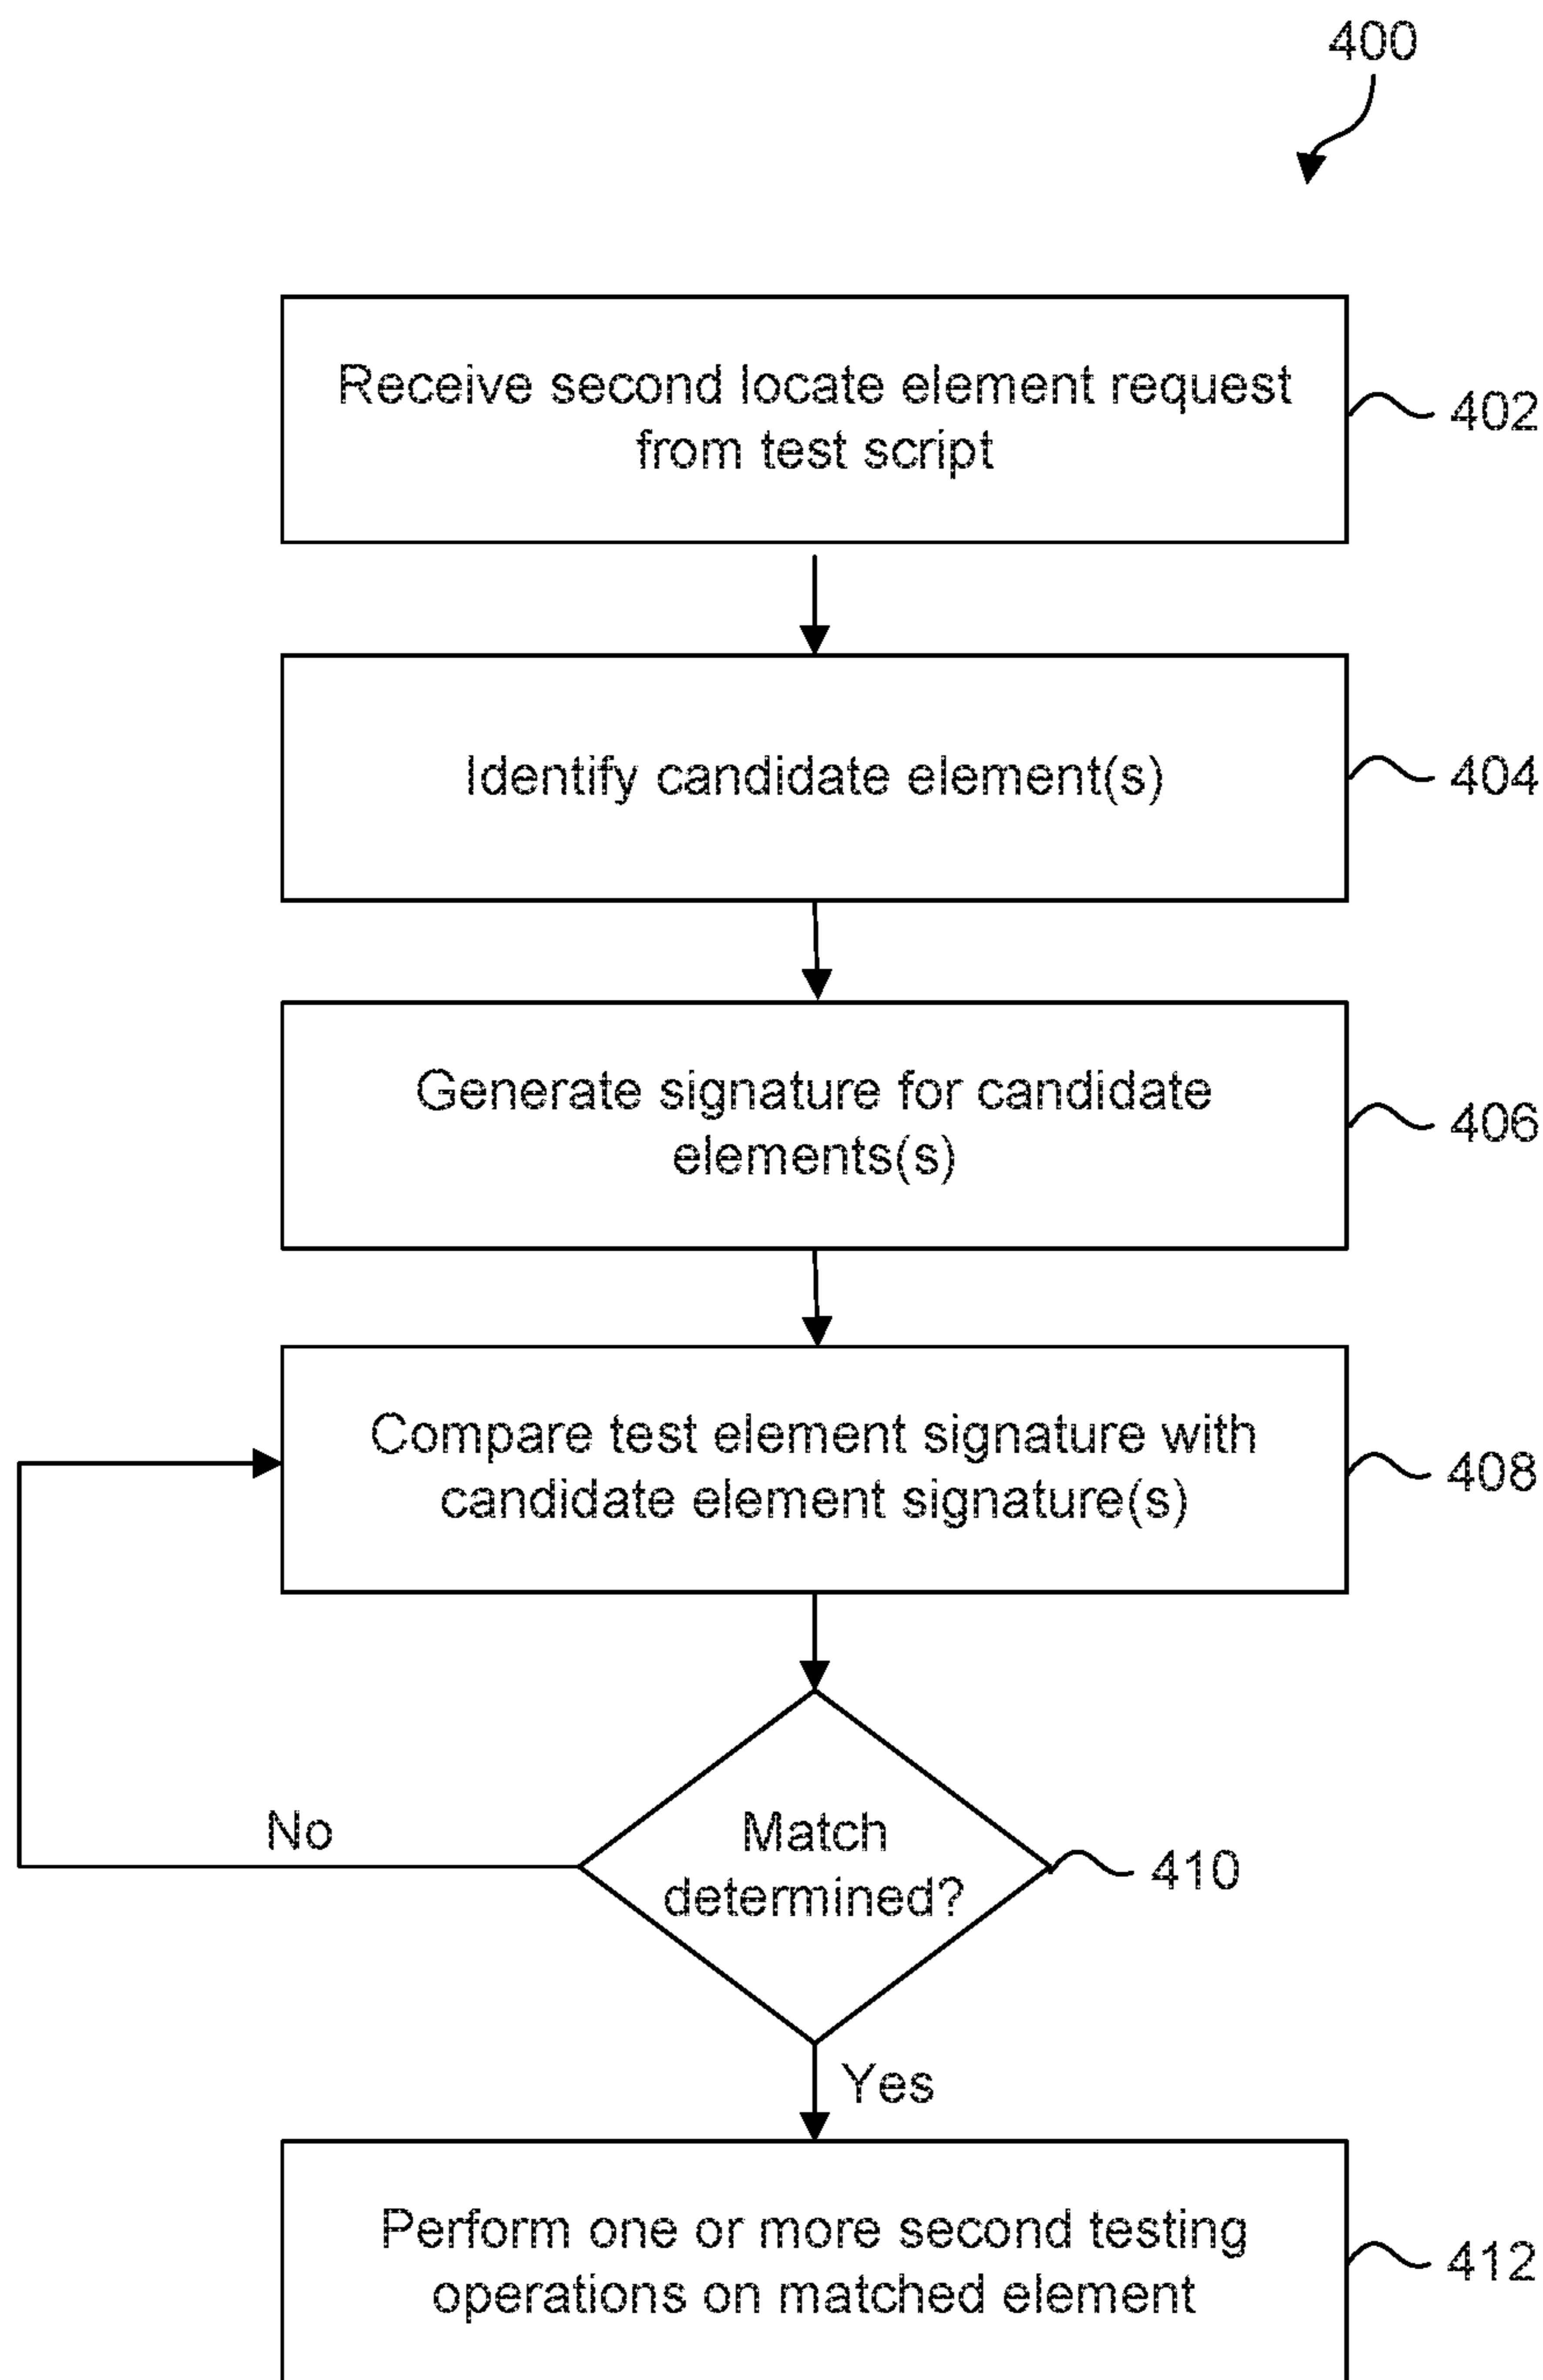 400
Receive second locate element request
from test script
402
Identify candidate element(s)
404
Generate signature for candidate
elements(s)
406
Compare test element signature with
candidate element signature(s)
408
No
Match
determined?
410
Yes
Perform one or more second testing
operations on matched element
412